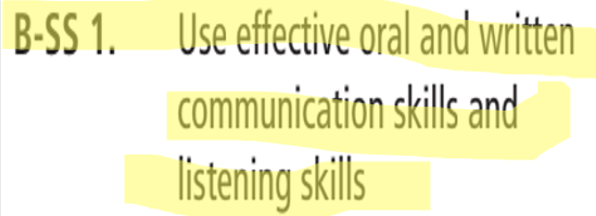 B-SS 1. Use effective oral and written
communication skills and
listening skills